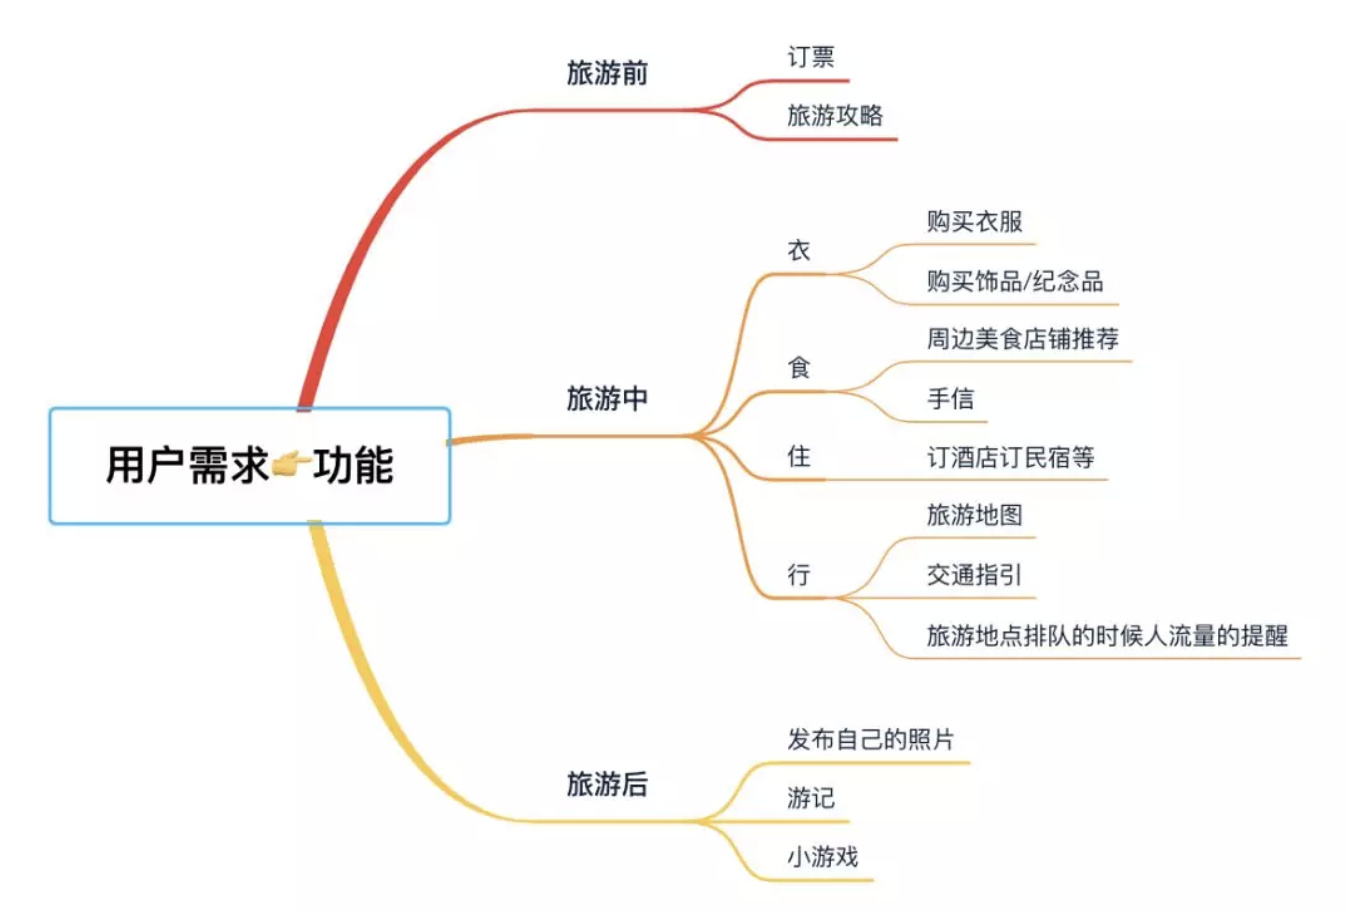 用户需求👉功能
旅游前
订票
旅游攻略
旅游中
衣
购买衣服
购买饰品/纪念品
食
周边美食店铺推荐
手信
住
订酒店订民宿等
行
旅游地图
交通指引
旅游地点排队的时候人流量的提醒
旅游后
发布自己的照片
游记
小游戏